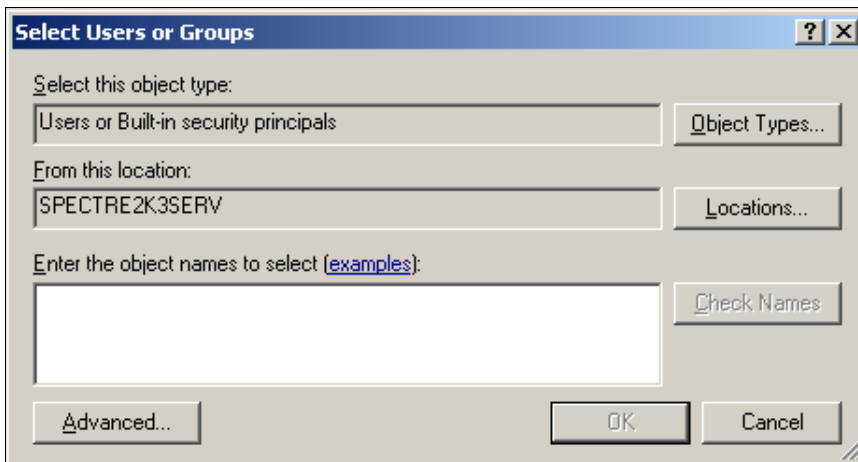 Select Users or Groups
Select this object type:
Users or Built-in security principals
Object Types...
From this location:
SPECTRE2K3SERV
Locations...
Enter the object names to select (examples):
Check Names
Advanced...
OK
Cancel